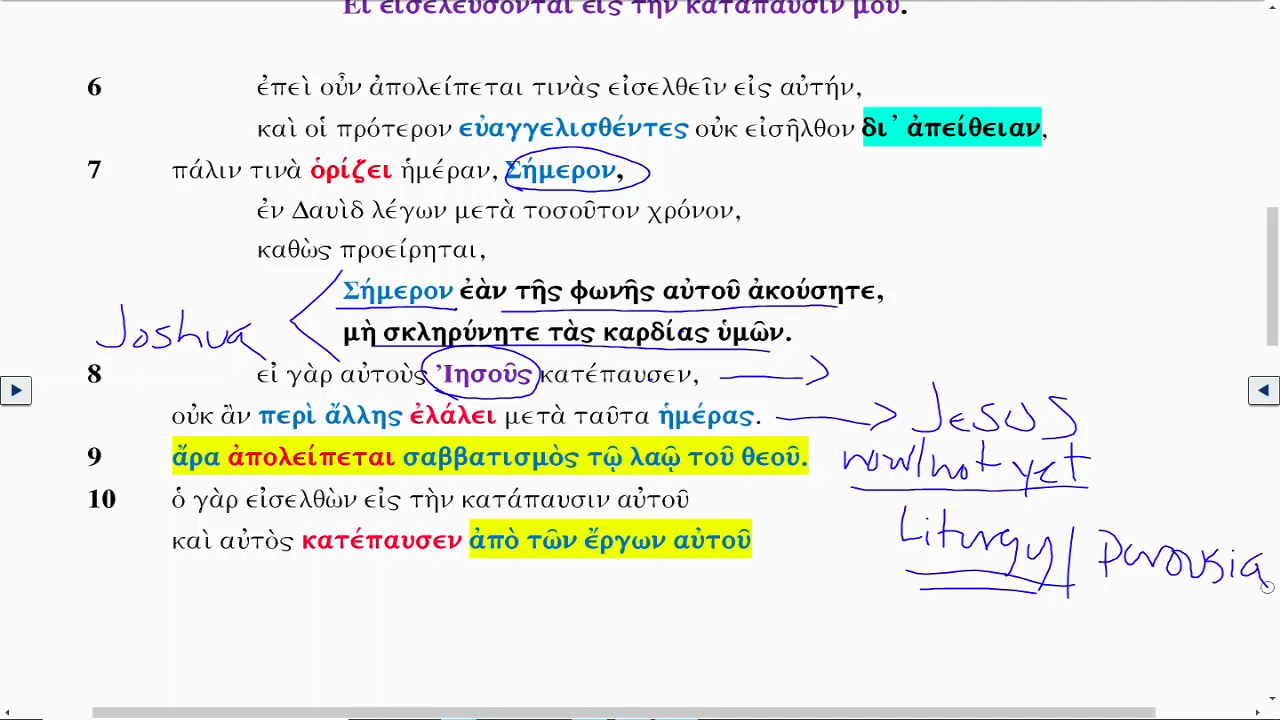 Εἰ εἰσελεύσονται εἰς τὴν κατάπαυσίν μου.
6 ἐπεὶ οὖν ἀπολείπεται τινὰς εἰσελθεῖν εἰς αὐτήν,
καὶ οἱ πρότερον εὐαγγελισθέντες οὐκ εἰσῆλθον δι᾽ ἀπείθειαν,
7 πάλιν τινὰ ὁρίζει ἡμέραν, Σήμερον,
ἐν Δαυὶδ λέγων μετὰ τοσοῦτον χρόνον,
καθὼς προείρηται,
Σήμερον ἐὰν τῆς φωνῆς αὐτοῦ ἀκούσητε,
Joshua μὴ σκληρύνητε τὰς καρδίας ὑμῶν.
8 εἰ γὰρ αὐτοὺς Ἰησοῦς κατέπαυσεν,
οὐκ ἂν περὶ ἄλλης ἐλάλει μετὰ ταῦτα ἡμέρας. Jesus
9 ἄρα ἀπολείπεται σαββατισμὸς τῷ λαῷ τοῦ θεοῦ. now/not yet
10 ὁ γὰρ εἰσελθὼν εἰς τὴν κατάπαυσιν αὐτοῦ
καὶ αὐτὸς κατέπαυσεν ἀπὸ τῶν ἔργων αὐτοῦ Liturgy/Parousia